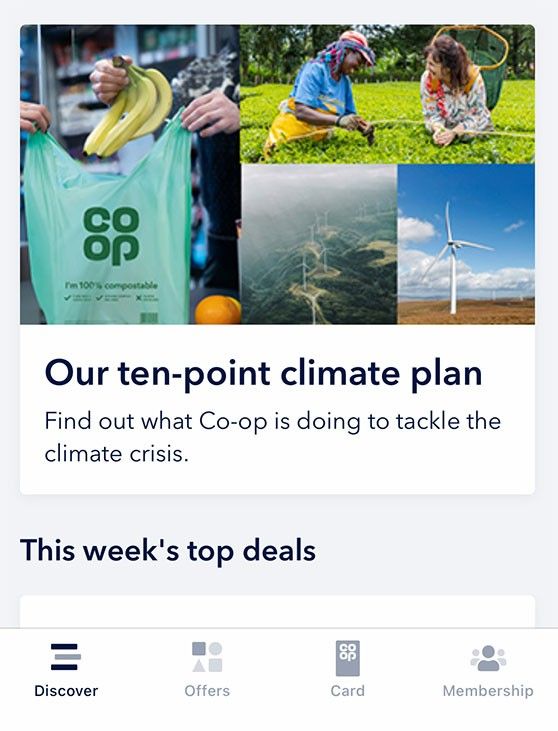 co
op
I'm 100% compostable
Our ten-point climate plan
Find out what Co-op is doing to tackle the
climate crisis.
This week's top deals
co
op
Discover
Offers
Card
Membership